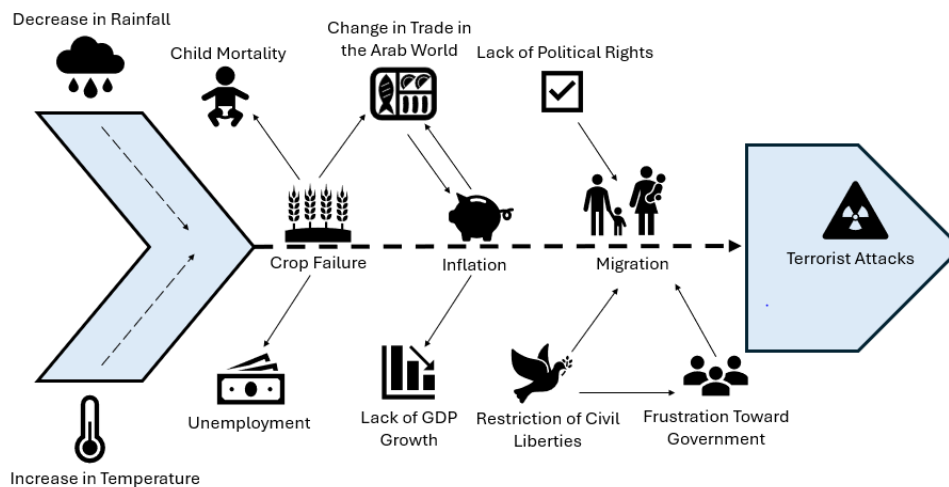 Decrease in Rainfall
Child Mortality
Change in Trade in
the Arab World
Lack of Political Rights
Crop Failure
Inflation
Migration
Terrorist Attacks
Unemployment
Lack of GDP
Growth
Restriction of Civil
Liberties
Frustration Toward
Government
Increase in Temperature